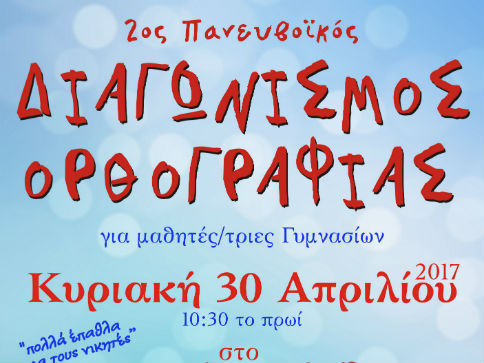 2ος Πανευβοϊκός
ΔΙΑΓΩΝΙΣΜΟΣ
ΟΡΘΟΓΡΑΦΙΑΣ
για μαθητές/τριες Γυμνασίων
Κυριακή 30 Απριλίου 2017
10:30 το πρωί
"πολλά έπαθλα
τους νικητές"
στο